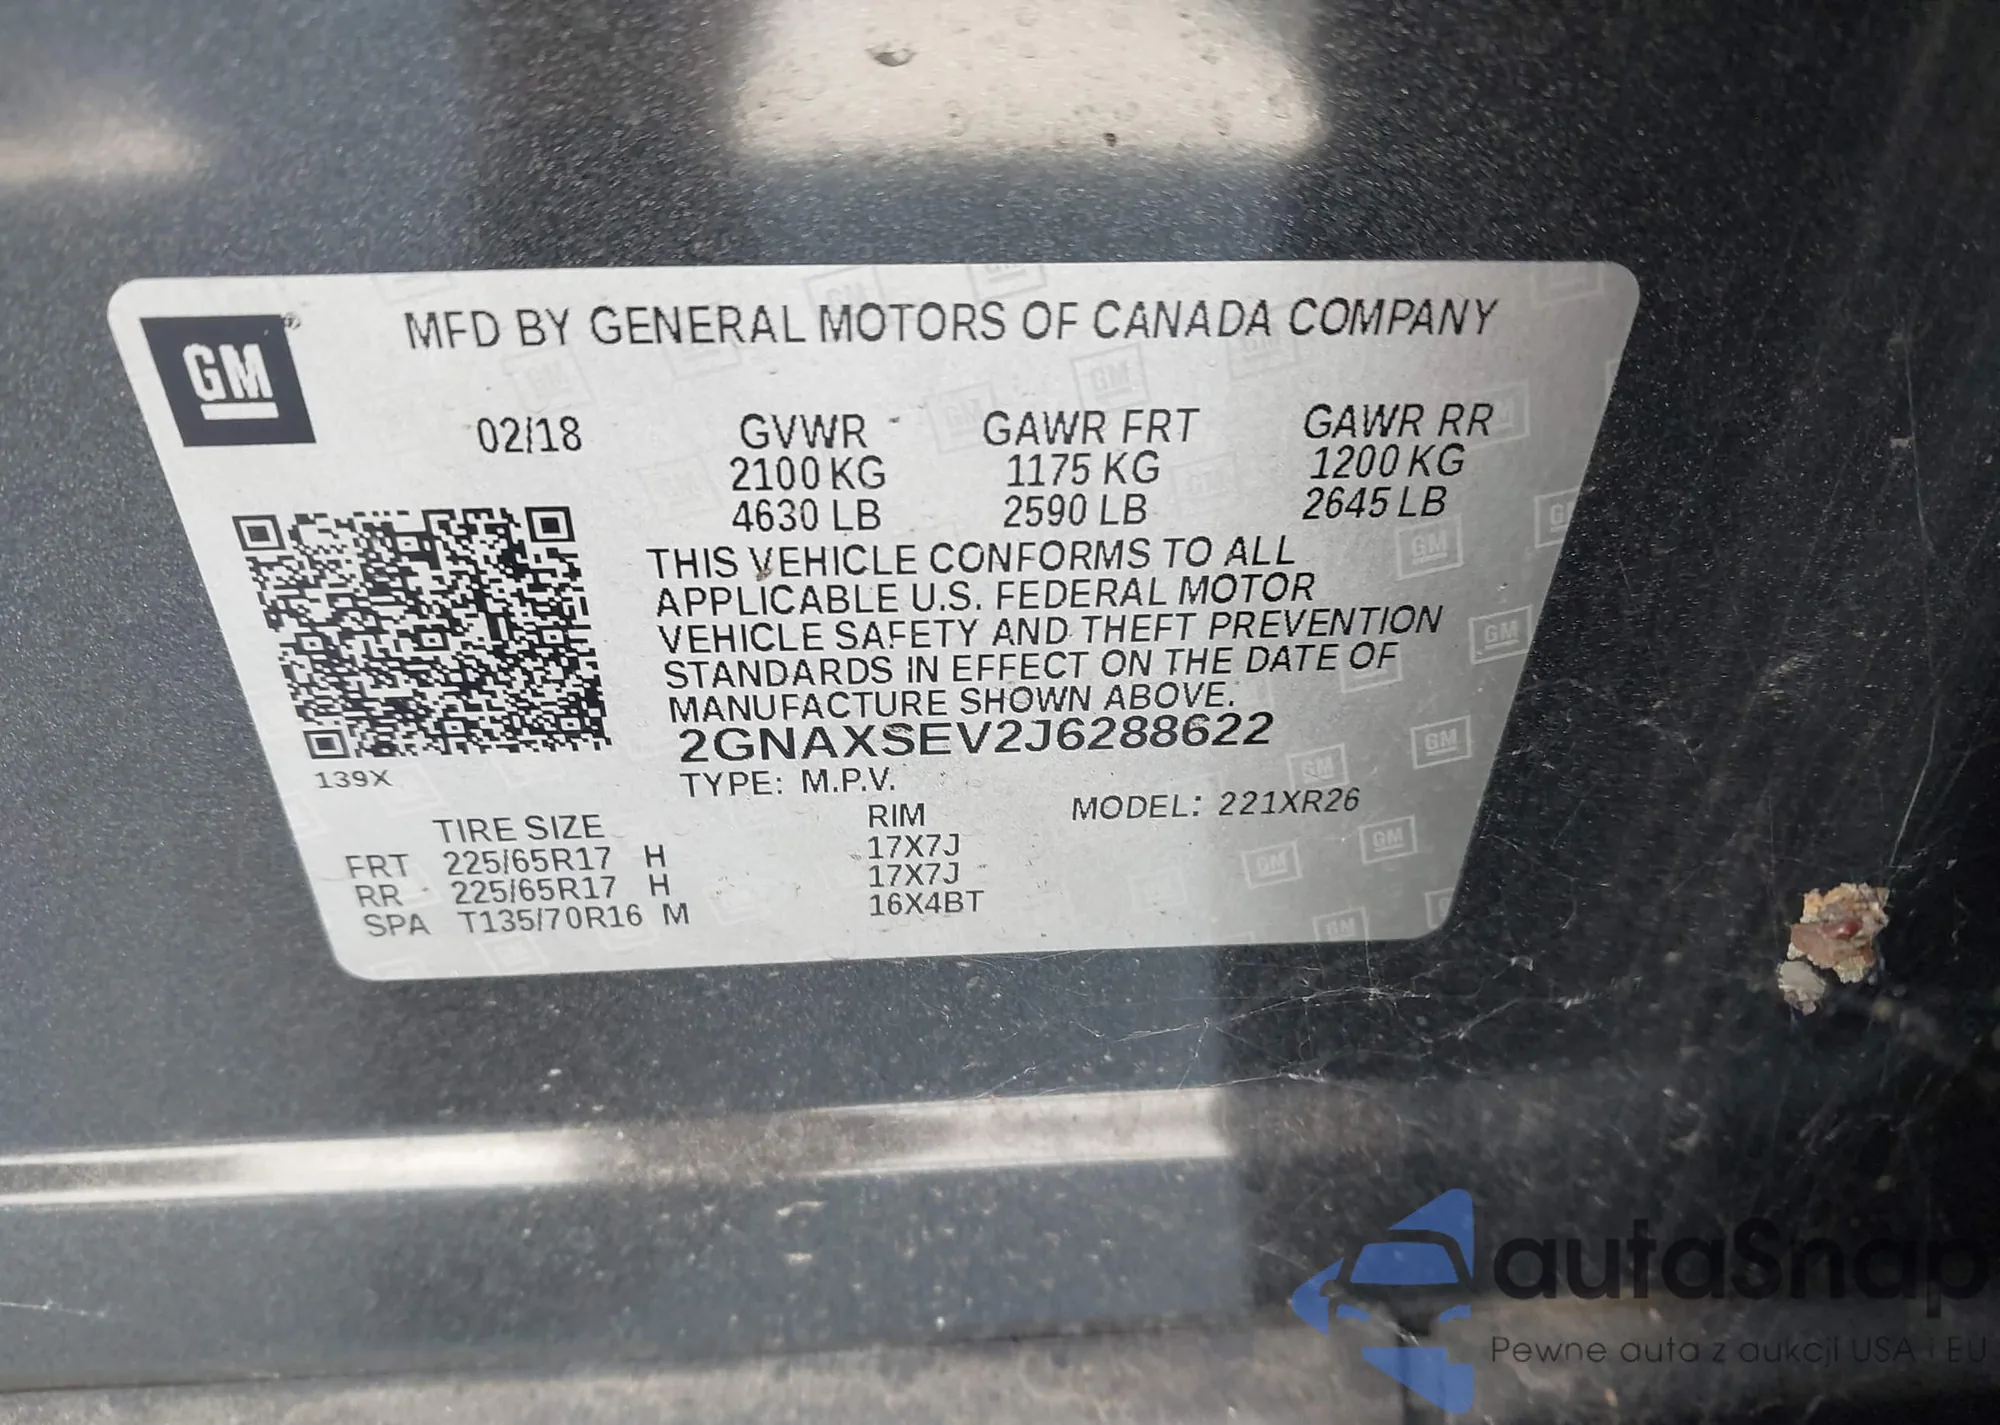 GM®
MFD BY GENERAL MOTORS OF CANADA COMPANY
02/18 GVWR GAWR FRT GAWR RR
2100 KG 1175 KG 1200 KG
4630 LB 2590 LB 2645 LB
THIS VEHICLE CONFORMS TO ALL
APPLICABLE U.S. FEDERAL MOTOR
VEHICLE SAFETY AND THEFT PREVENTION
STANDARDS IN EFFECT ON THE DATE OF
MANUFACTURE SHOWN ABOVE.
2GNAXSEV2J6288622
139X
TYPE: M.P.V. MODEL: 221XR26
TIRE SIZE RIM
FRT 225/65R17 H 17X7J
RR 225/65R17 H 17X7J
SPA T135/70R16 M 16X4BT
autaSnap
Pewne auta z aukcji USA i EU